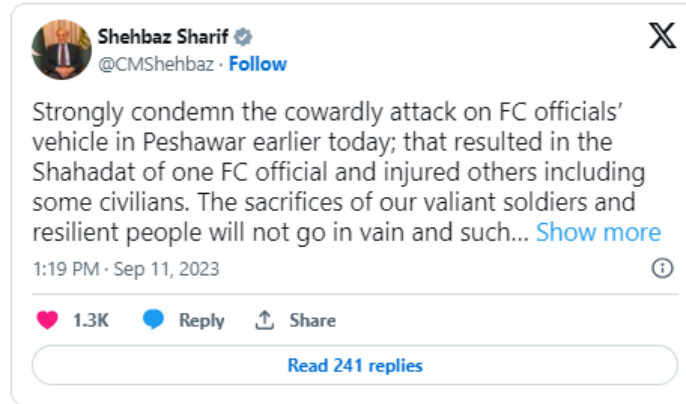 Shehbaz Sharif
@CMShehbaz · Follow
Strongly condemn the cowardly attack on FC officials’
vehicle in Peshawar earlier today; that resulted in the
Shahadat of one FC official and injured others including
some civilians. The sacrifices of our valiant soldiers and
resilient people will not go in vain and such... Show more
1:19 PM · Sep 11, 2023
1.3K Reply Share
Read 241 replies